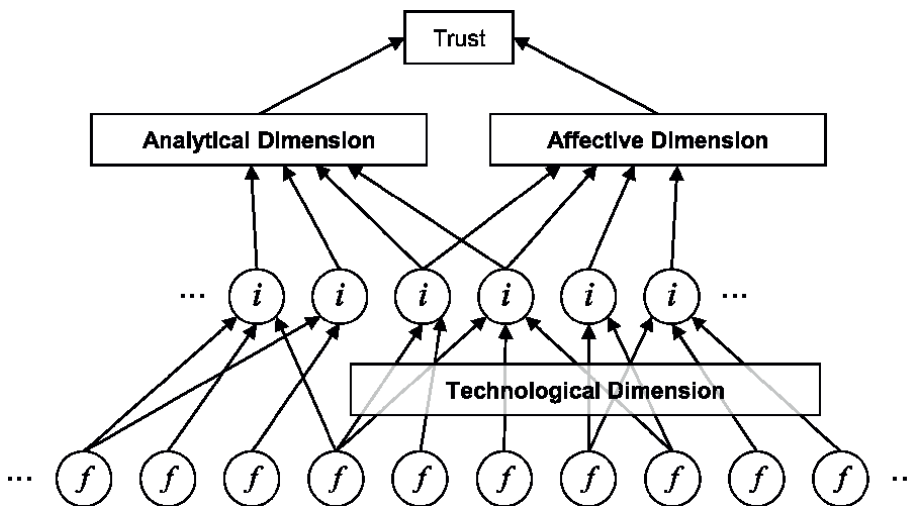 Trust
Analytical Dimension Affective Dimension
... i i i i i i ...
Technological Dimension
... f f f f f f f f f f ...